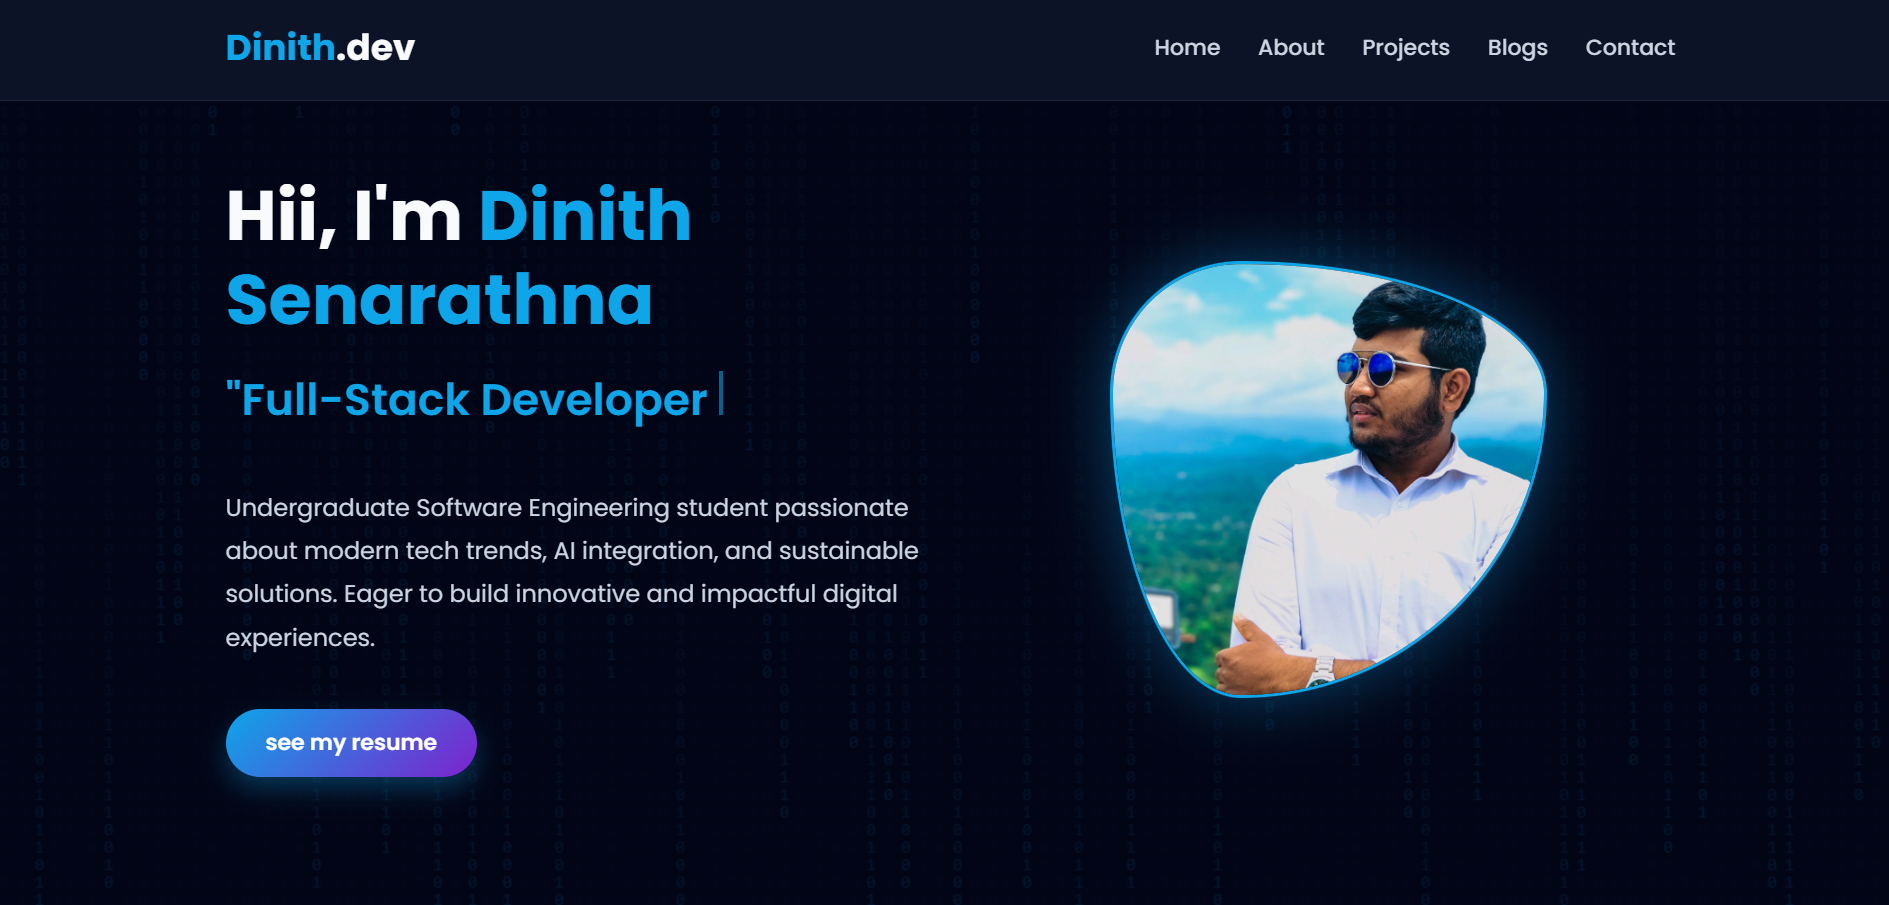 Dinith.dev
Home About Projects Blogs Contact
Hii, I'm Dinith
Senarathna
"Full-Stack Developer
Undergraduate Software Engineering student passionate
about modern tech trends, AI integration, and sustainable
solutions. Eager to build innovative and impactful digital
experiences.
see my resume